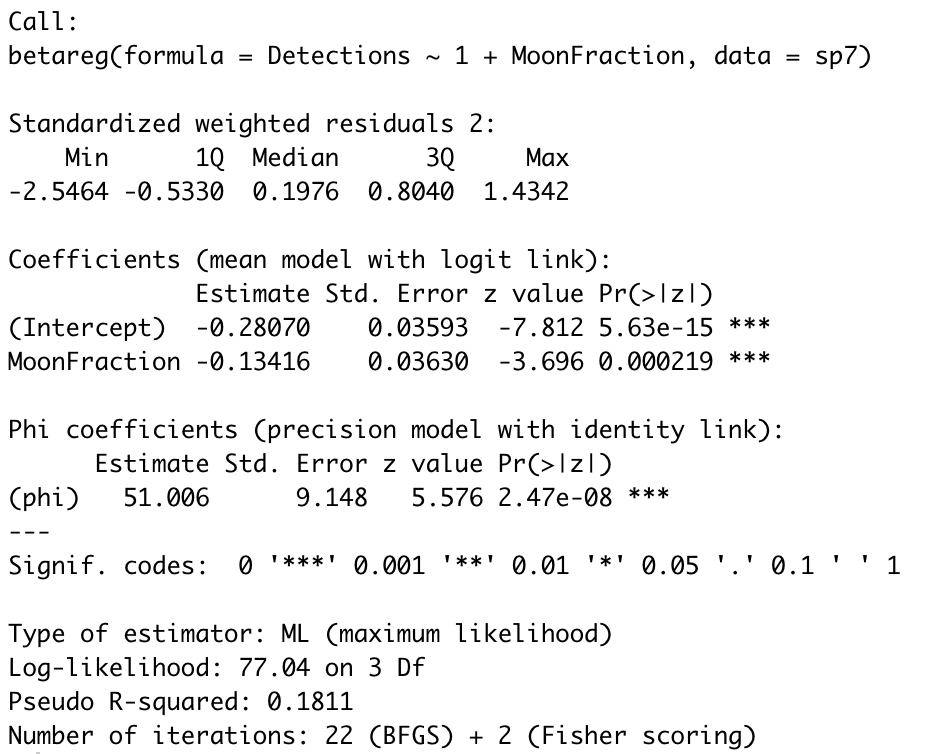 Call:
betareg(formula = Detections ~ 1 + MoonFraction, data = sp7)

Standardized weighted residuals 2:
    Min      1Q  Median      3Q     Max
-2.5464 -0.5330  0.1976  0.8040  1.4342

Coefficients (mean model with logit link):
             Estimate Std. Error z value Pr(>|z|)
(Intercept)  -0.28070    0.03593  -7.812 5.63e-15 ***
MoonFraction -0.13416    0.03630  -3.696 0.000219 ***

Phi coefficients (precision model with identity link):
      Estimate Std. Error z value Pr(>|z|)
(phi)   51.006      9.148   5.576 2.47e-08 ***
---
Signif. codes:  0 '***' 0.001 '**' 0.01 '*' 0.05 '.' 0.1 ' ' 1

Type of estimator: ML (maximum likelihood)
Log-likelihood: 77.04 on 3 Df
Pseudo R-squared: 0.1811
Number of iterations: 22 (BFGS) + 2 (Fisher scoring)